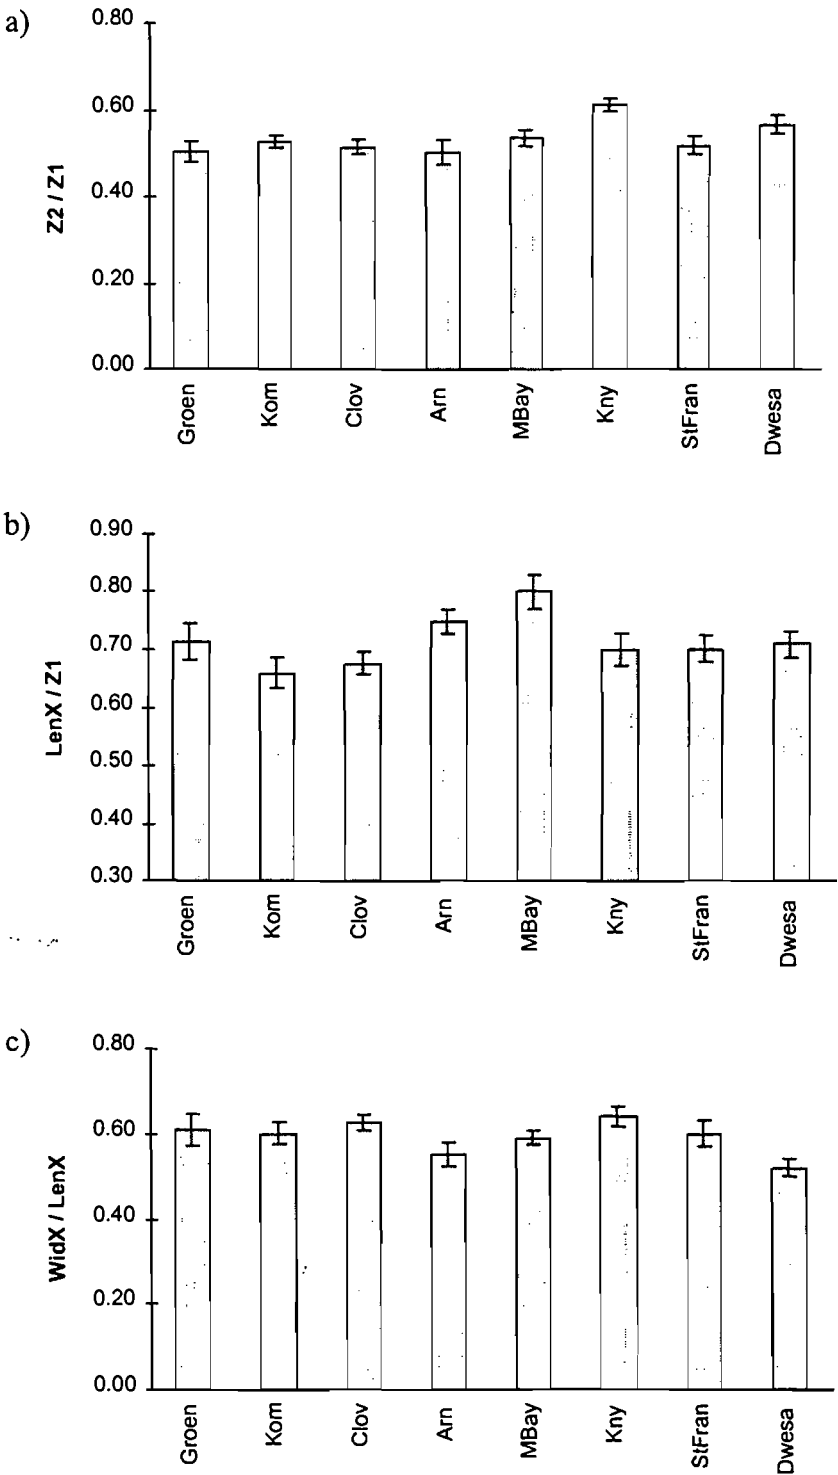 a)
0.80
0.60
0.40
0.20
0.00
Z2 / Z1
Groen
Kom
Clov
Arn
MBay
Kny
StFran
Dwesa
b)
0.90
0.80
0.70
0.60
0.50
0.40
0.30
LenX / Z1
Groen
Kom
Clov
Arn
MBay
Kny
StFran
Dwesa
c)
0.80
0.60
0.40
0.20
0.00
WidX / LenX
Groen
Kom
Clov
Arn
MBay
Kny
StFran
Dwesa